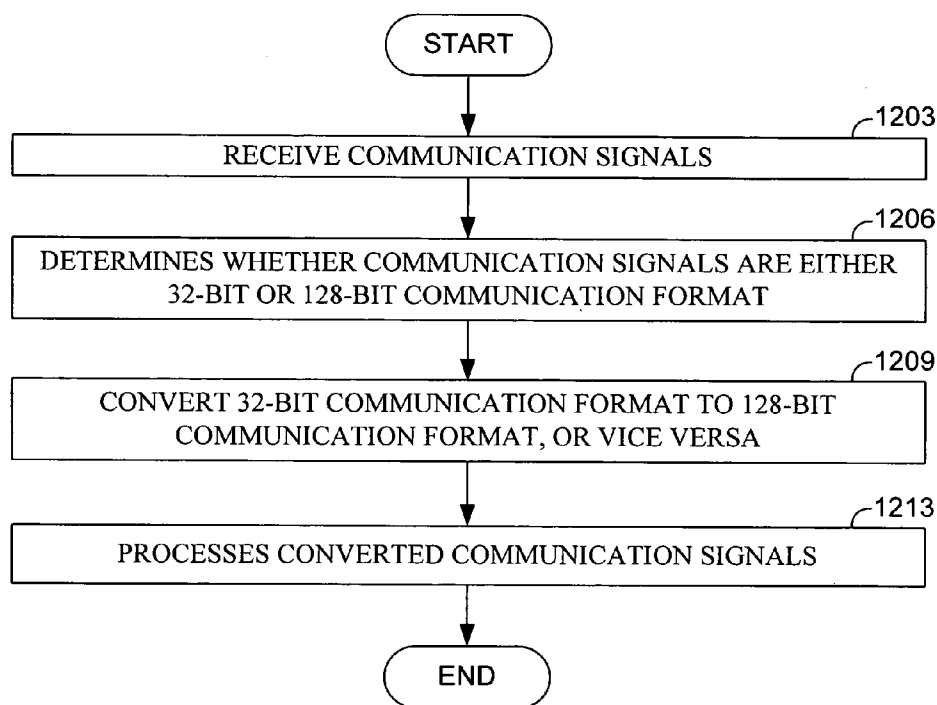 START
1203
RECEIVE COMMUNICATION SIGNALS
1206
DETERMINES WHETHER COMMUNICATION SIGNALS ARE EITHER
32-BIT OR 128-BIT COMMUNICATION FORMAT
1209
CONVERT 32-BIT COMMUNICATION FORMAT TO 128-BIT
COMMUNICATION FORMAT, OR VICE VERSA
1213
PROCESSES CONVERTED COMMUNICATION SIGNALS
END